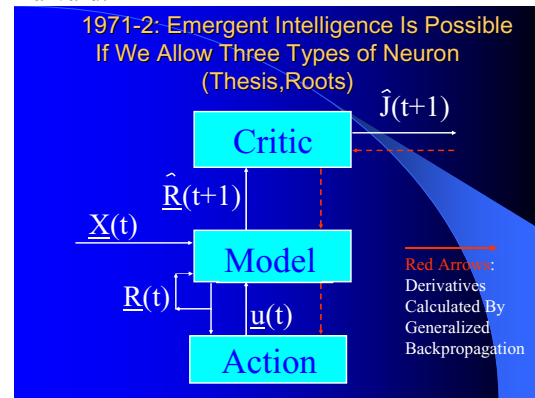 1971-2: Emergent Intelligence Is Possible
If We Allow Three Types of Neuron
(Thesis,Roots)
Ĵ(t+1)
Critic
R̂(t+1)
X(t)
Model
Red Arrows:
Derivatives
Calculated By
Generalized
Backpropagation
R(t)
u(t)
Action